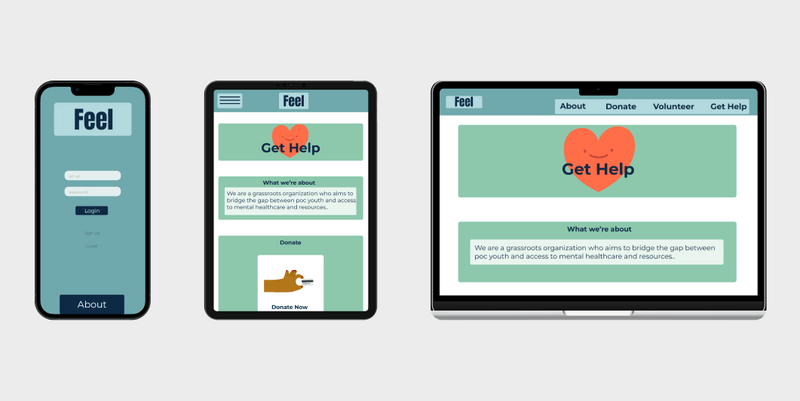 Feel
email
password
Login
Sign up
Guest
About
Feel
Get Help
What we're about
We are a grassroots organization who aims to
bridge the gap between poc youth and access
to mental healthcare and resources..
Donate
Donate Now
Feel
About Donate Volunteer Get Help
Get Help
What we're about
We are a grassroots organization who aims to bridge the gap between
poc youth and access to mental healthcare and resources..